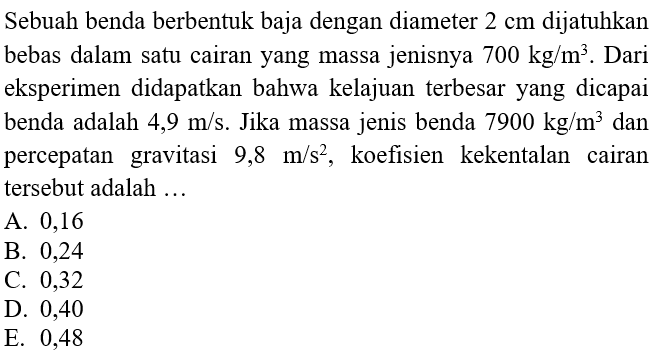 Sebuah benda berbentuk baja dengan diameter 2 cm dijatuhkan
bebas dalam satu cairan yang massa jenisnya 700 kg/m³. Dari
eksperimen didapatkan bahwa kelajuan terbesar yang dicapai
benda adalah 4,9 m/s. Jika massa jenis benda 7900 kg/m³ dan
percepatan gravitasi 9,8 m/s², koefisien kekentalan cairan
tersebut adalah …
A. 0,16
B. 0,24
C. 0,32
D. 0,40
E. 0,48